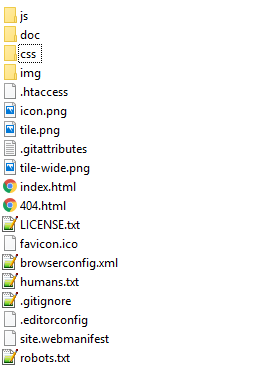 js
doc
css
img
.htaccess
icon.png
tile.png
.gitattributes
tile-wide.png
index.html
404.html
LICENSE.txt
favicon.ico
browserconfig.xml
humans.txt
.gitignore
.editorconfig
site.webmanifest
robots.txt